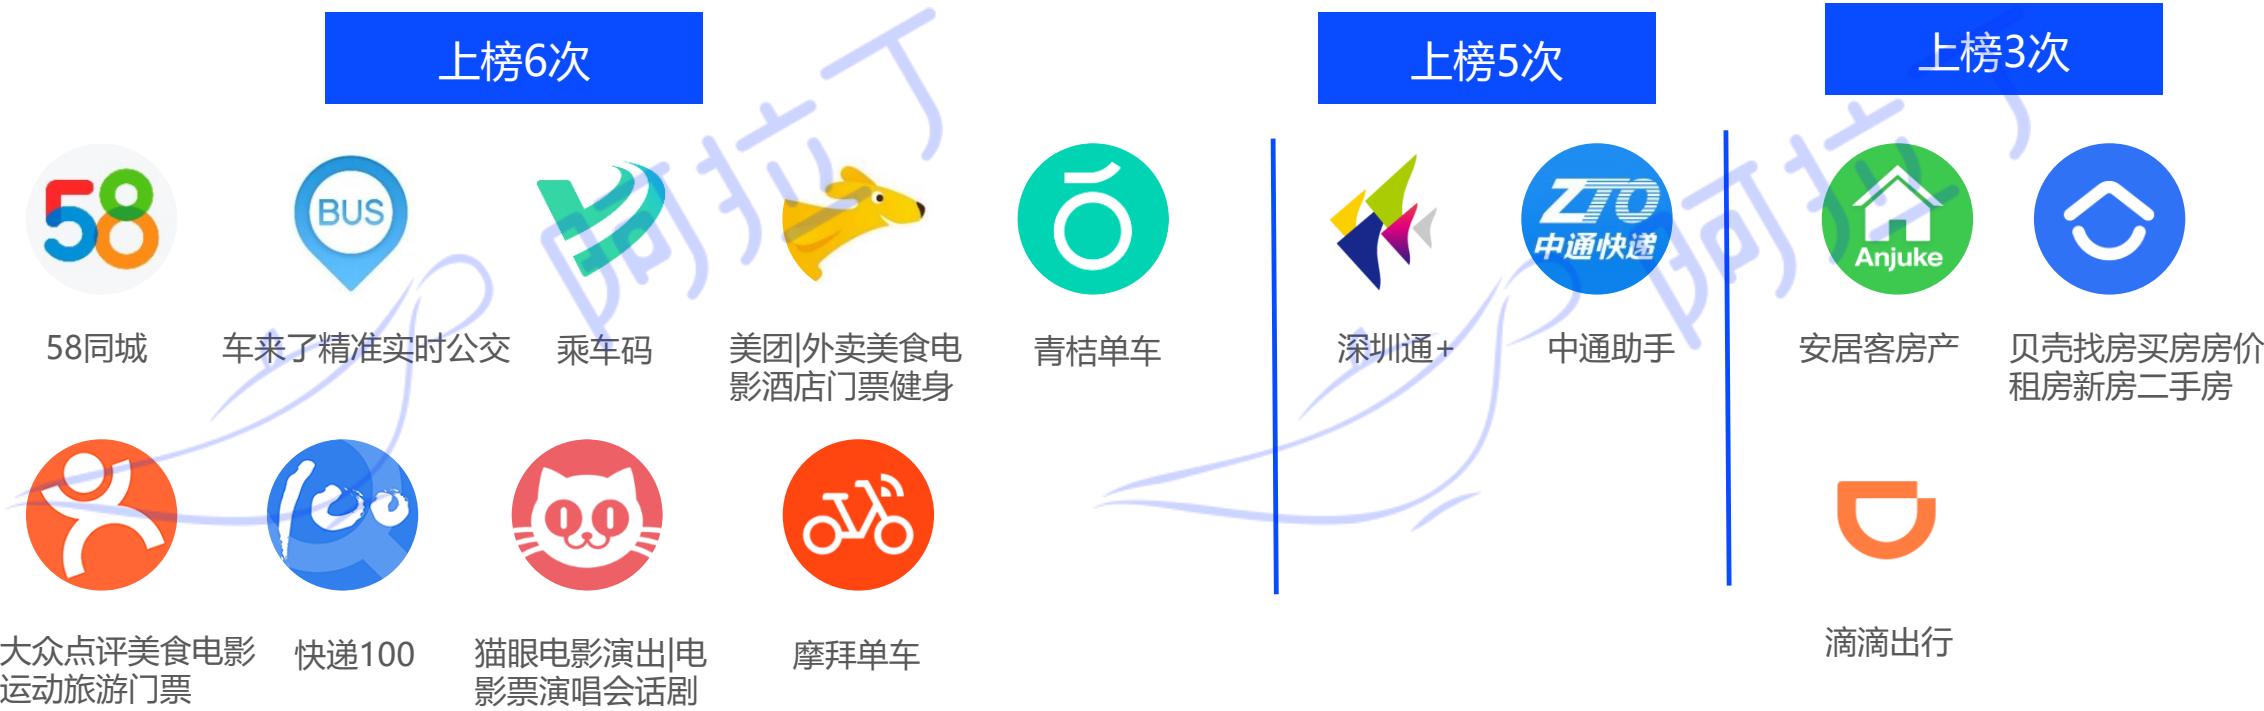 上榜6次
上榜5次
上榜3次
58
BUS
ZTO
中通快递
Anjuke
58同城
车来了精准实时公交
乘车码
美团|外卖美食电
影酒店门票健身
青桔单车
深圳通+
中通助手
安居客房产
贝壳找房买房房价
租房新房二手房
100
大众点评美食电影
运动旅游门票
快递100
猫眼电影演出|电
影票演唱会话剧
摩拜单车
滴滴出行
阿拉丁
阿拉丁